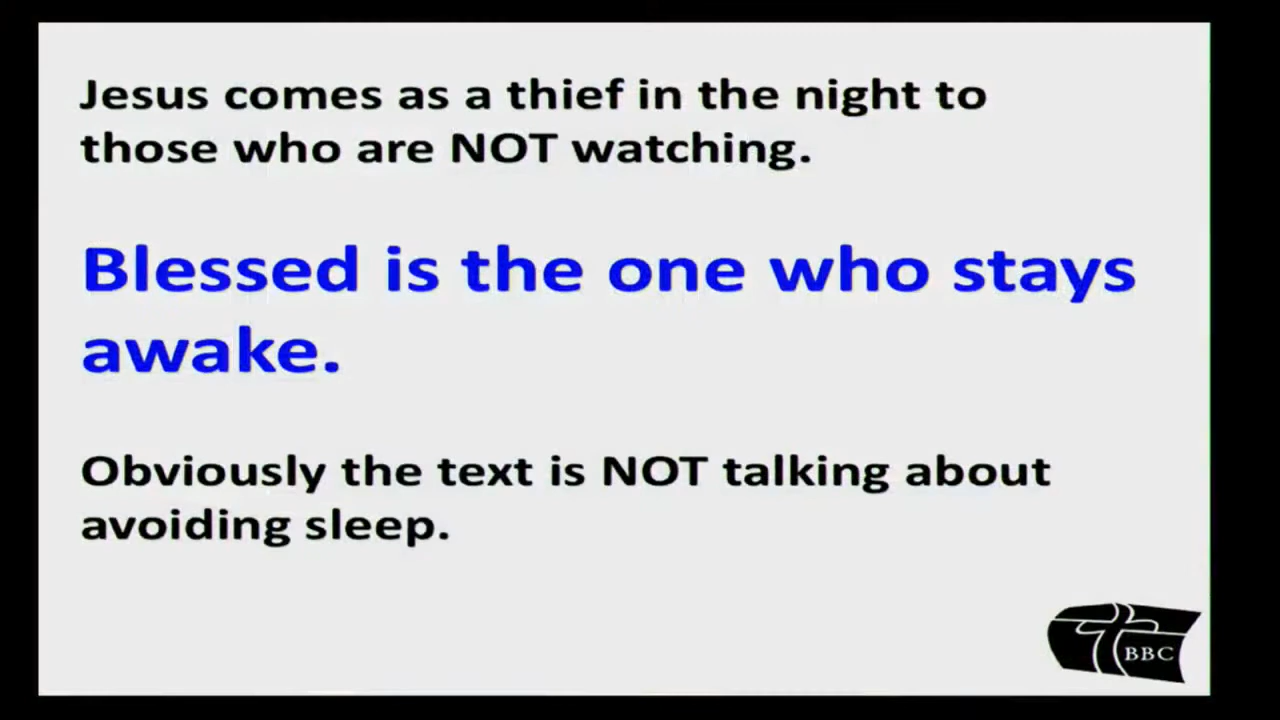 Jesus comes as a thief in the night to
those who are NOT watching.
Blessed is the one who stays
awake.
Obviously the text is NOT talking about
avoiding sleep.
BBC